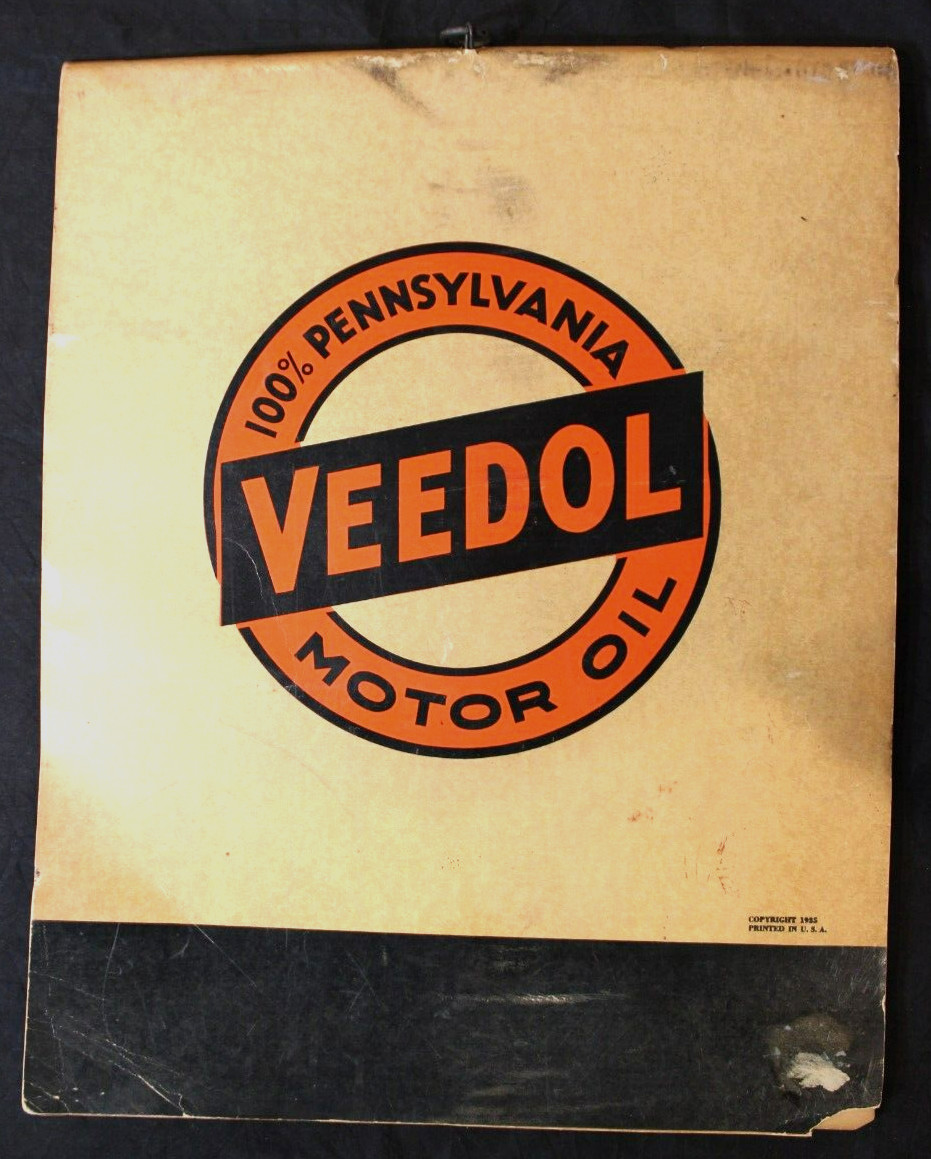 100% PENNSYLVANIA
VEEDOL
MOTOR OIL
COPYRIGHT 1935
PRINTED IN U. S. A.